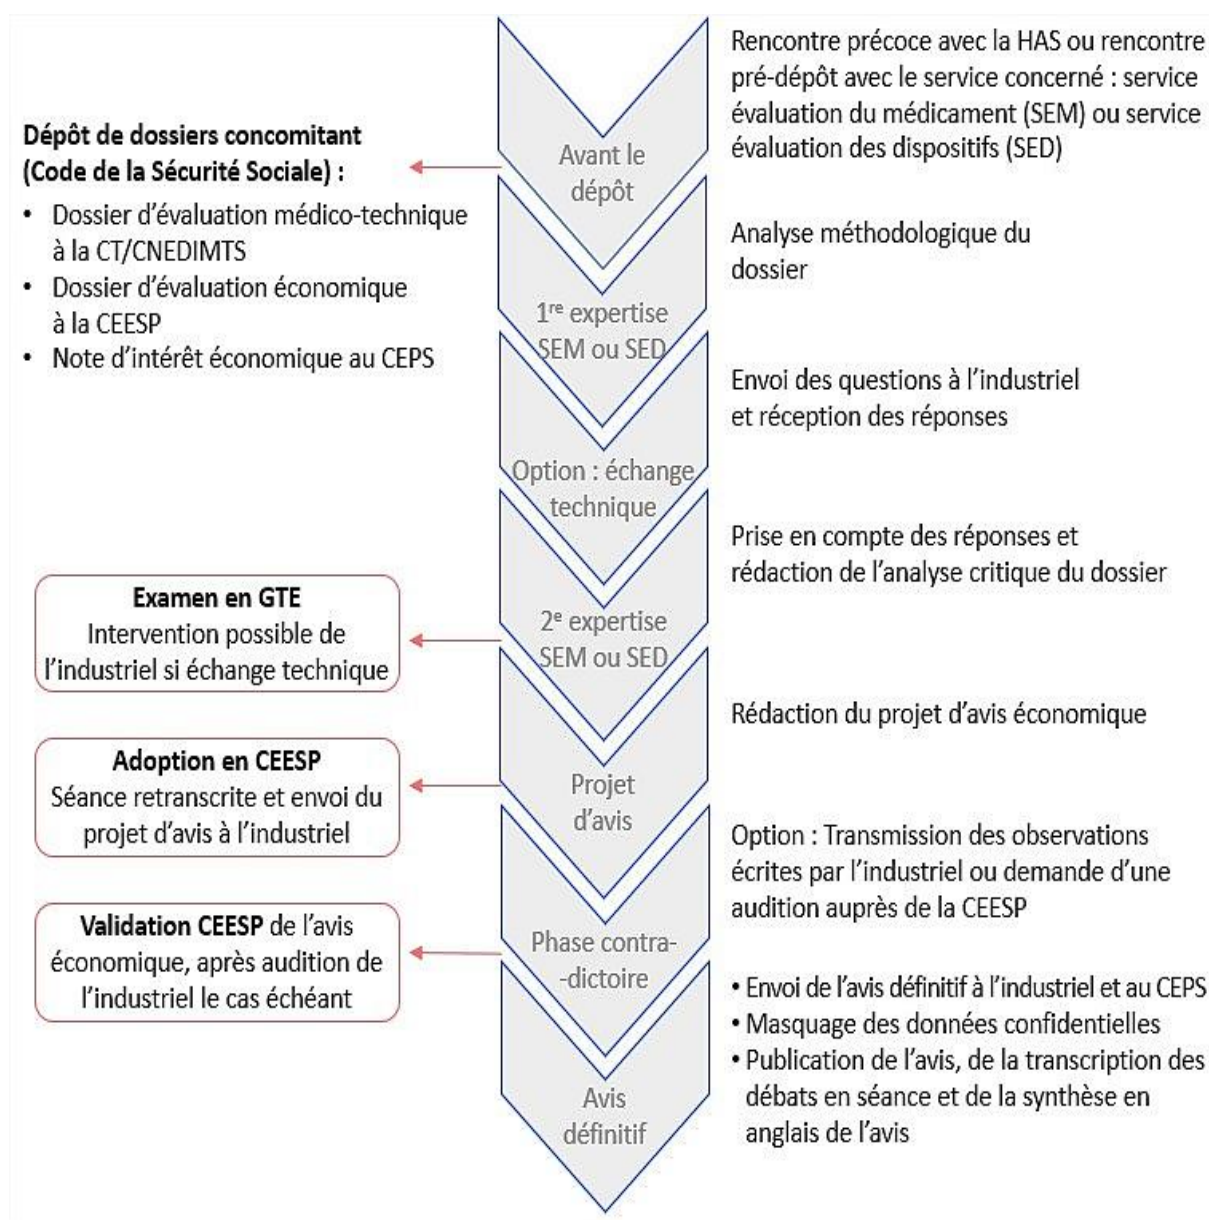 Rencontre précoce avec la HAS ou rencontre
pré-dépôt avec le service concerné : service
évaluation du médicament (SEM) ou service
évaluation des dispositifs (SED)
Avant le
dépôt
Dépôt de dossiers concomitant
(Code de la Sécurité Sociale) :
• Dossier d'évaluation médico-technique
à la CT/CNEDIMTS
• Dossier d'évaluation économique
à la CEESP
• Note d'intérêt économique au CEPS
Analyse méthodologique du
dossier
1re expertise
SEM ou SED
Envoi des questions à l'industriel
et réception des réponses
Option : échange
technique
Prise en compte des réponses et
rédaction de l'analyse critique du dossier
2e expertise
SEM ou SED
Examen en GTE
Intervention possible de
l'industriel si échange technique
Rédaction du projet d'avis économique
Projet
d'avis
Adoption en CEESP
Séance retranscrite et envoi du
projet d'avis à l'industriel
Option : Transmission des observations
écrites par l'industriel ou demande d'une
audition auprès de la CEESP
Phase contra-
-dictoire
Validation CEESP de l'avis
économique, après audition de
l'industriel le cas échéant
• Envoi de l'avis définitif à l'industriel et au CEPS
• Masquage des données confidentielles
• Publication de l'avis, de la transcription des
débats en séance et de la synthèse en
anglais de l'avis
Avis
définitif